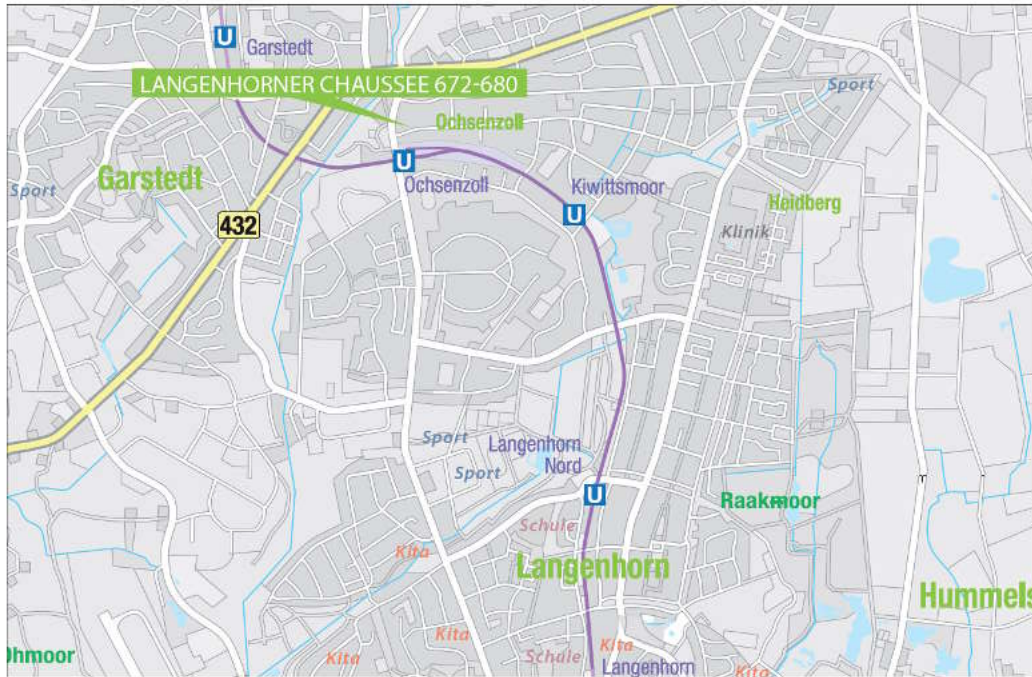 U
Garstedt
LANGENHORNER CHAUSSEE 672-680
Sport
Ochsenzoll
U
Ochsenzoll
Kiwittsmoor
Garstedt
Sport
U
Heidberg
432
Klinik
Sport
Langenhorn
Nord
Sport
U
Raakmoor
Schule
Kita
Langenhorn
Hummels
Kita
Kita
Ohmoor
Kita
Schule
Langenhorn
Kita